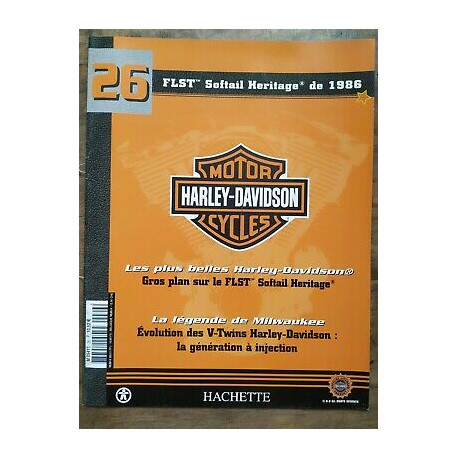 26
FLST™ Softail Heritage® de 1986
MOTOR
HARLEY-DAVIDSON
CYCLES
Les plus belles Harley-Davidson®
Gros plan sur le FLST™ Softail Heritage®
La légende de Milwaukee
Évolution des V-Twins Harley-Davidson :
la génération à injection
HACHETTE